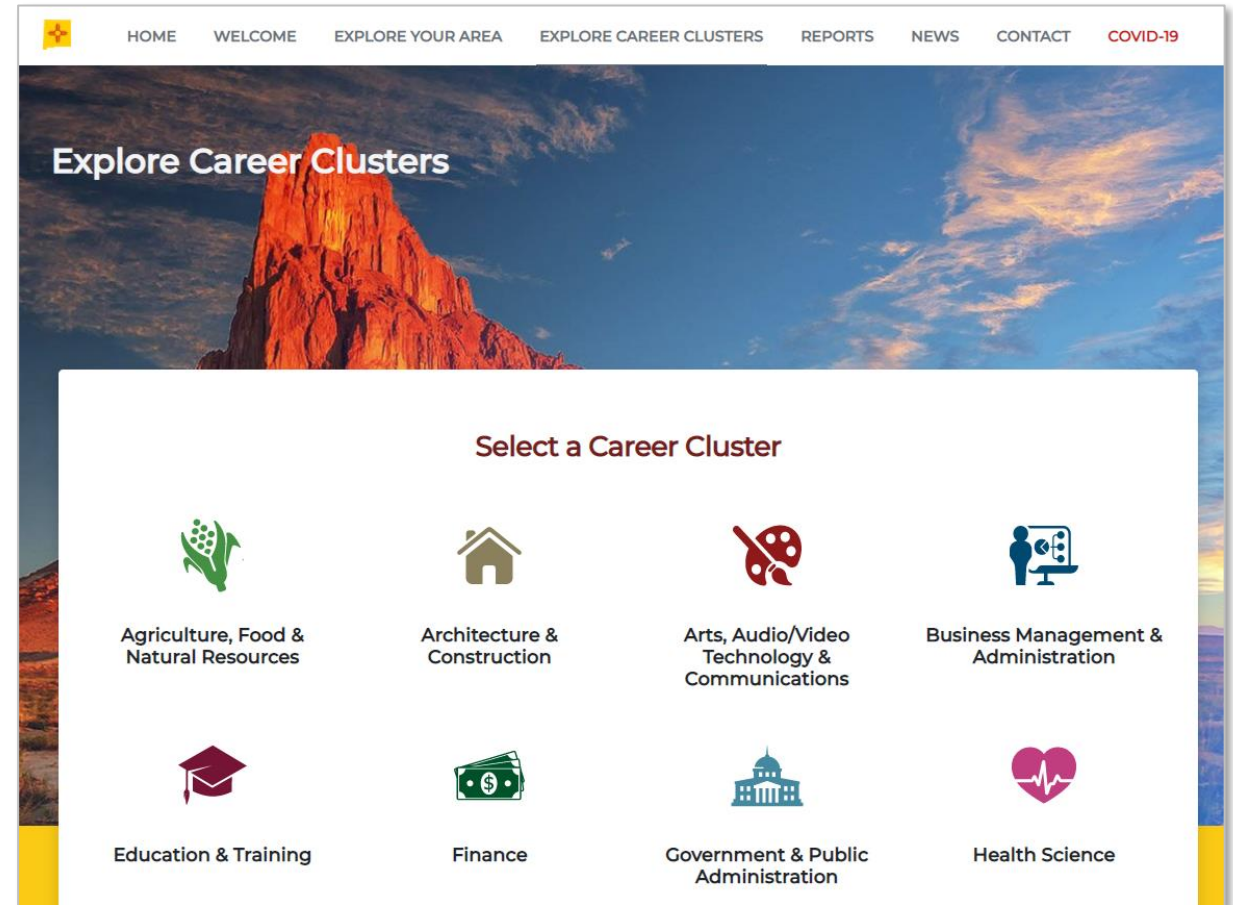 HOME WELCOME EXPLORE YOUR AREA EXPLORE CAREER CLUSTERS REPORTS NEWS CONTACT COVID-19
Explore Career Clusters
Select a Career Cluster
Agriculture, Food &
Natural Resources
Architecture &
Construction
Arts, Audio/Video
Technology &
Communications
Business Management &
Administration
Education & Training
Finance
Government & Public
Administration
Health Science